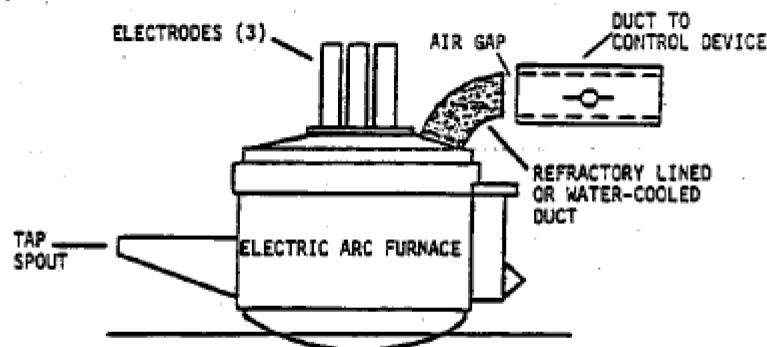 ELECTRODES (3)
AIR GAP
DUCT TO
CONTROL DEVICE
REFRACTORY LINED
OR WATER-COOLED
DUCT
TAP
SPOUT
ELECTRIC ARC FURNACE